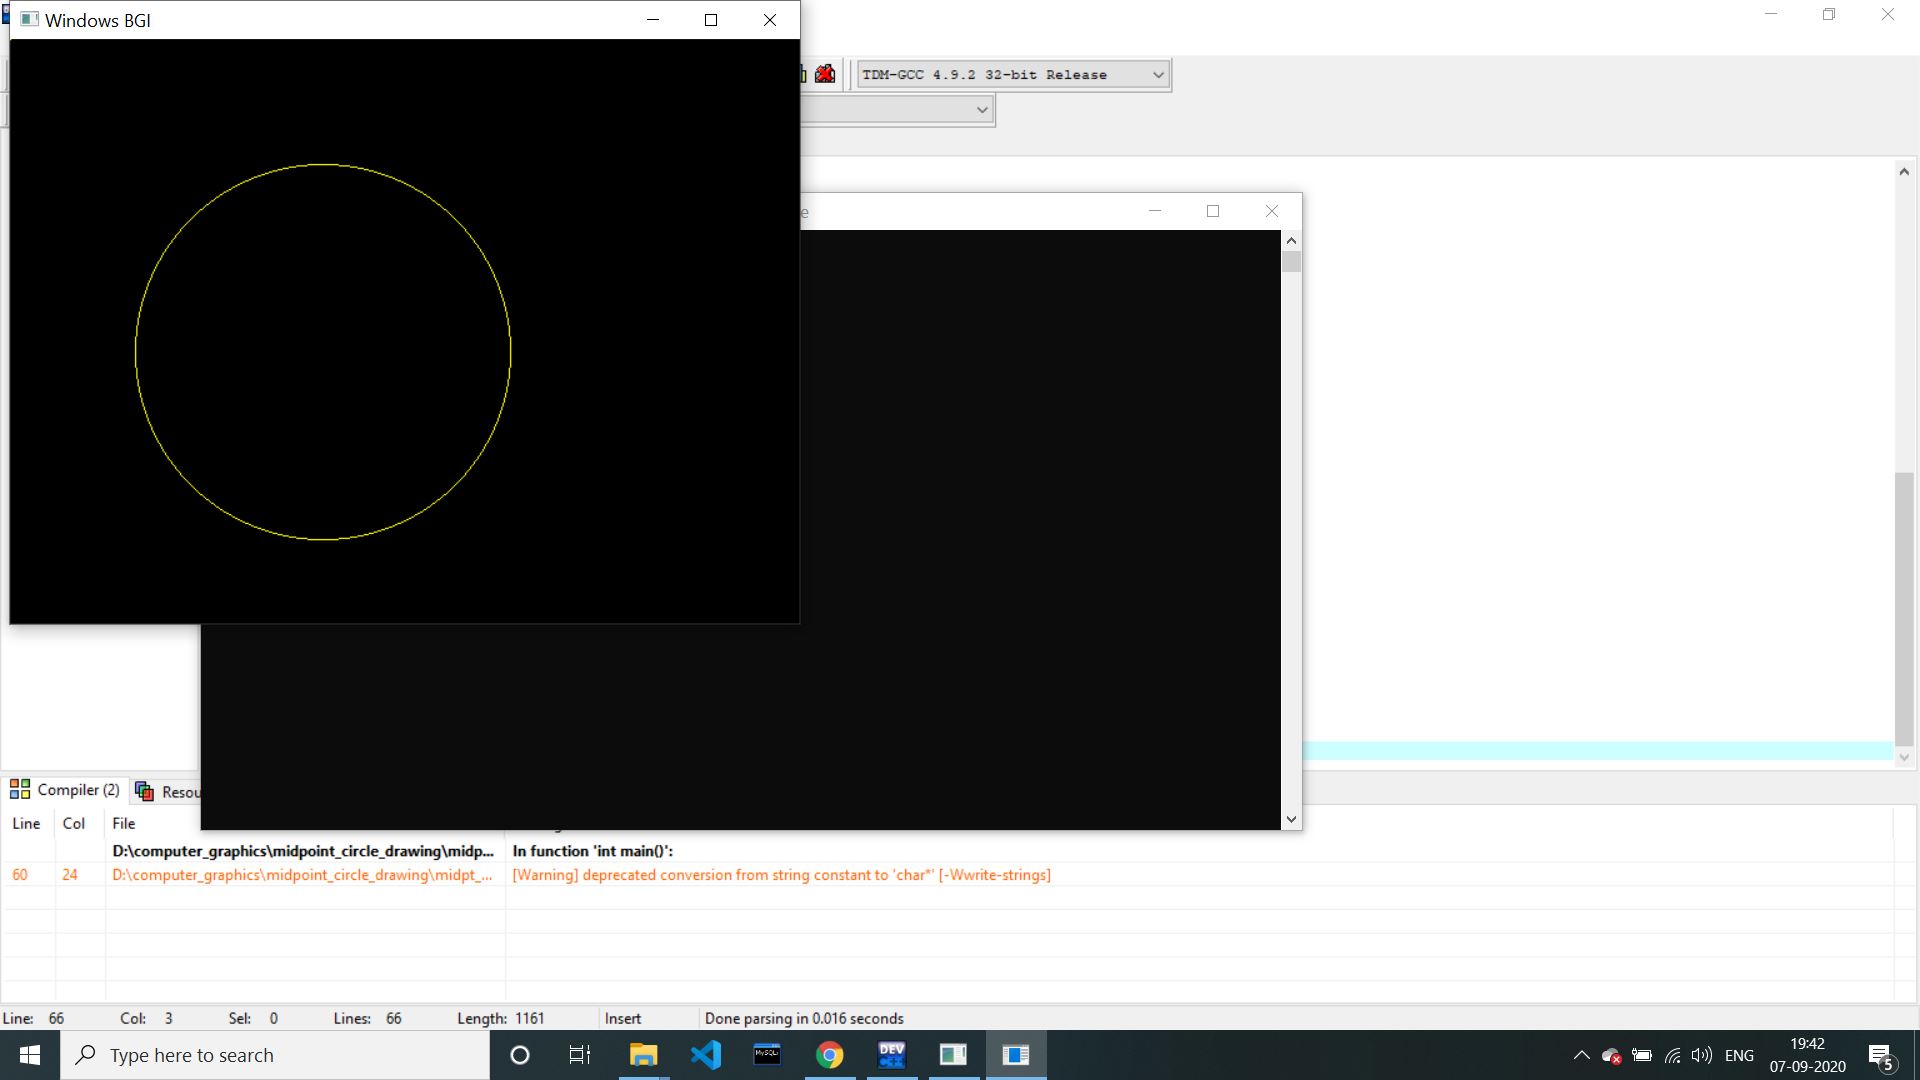 Windows BGI
TDM-GCC 4.9.2 32-bit Release
e
Compiler (2) Resou
Line Col File
D:\computer_graphics\midpoint_circle_drawing\midp... In function 'int main()':
60 24 D:\computer_graphics\midpoint_circle_drawing\midpt_... [Warning] deprecated conversion from string constant to 'char*' [-Wwrite-strings]
Line: 66 Col: 3 Sel: 0 Lines: 66 Length: 1161 Insert Done parsing in 0.016 seconds
Type here to search
MySQL
DEV
C++
ENG
19:42
07-09-2020
5